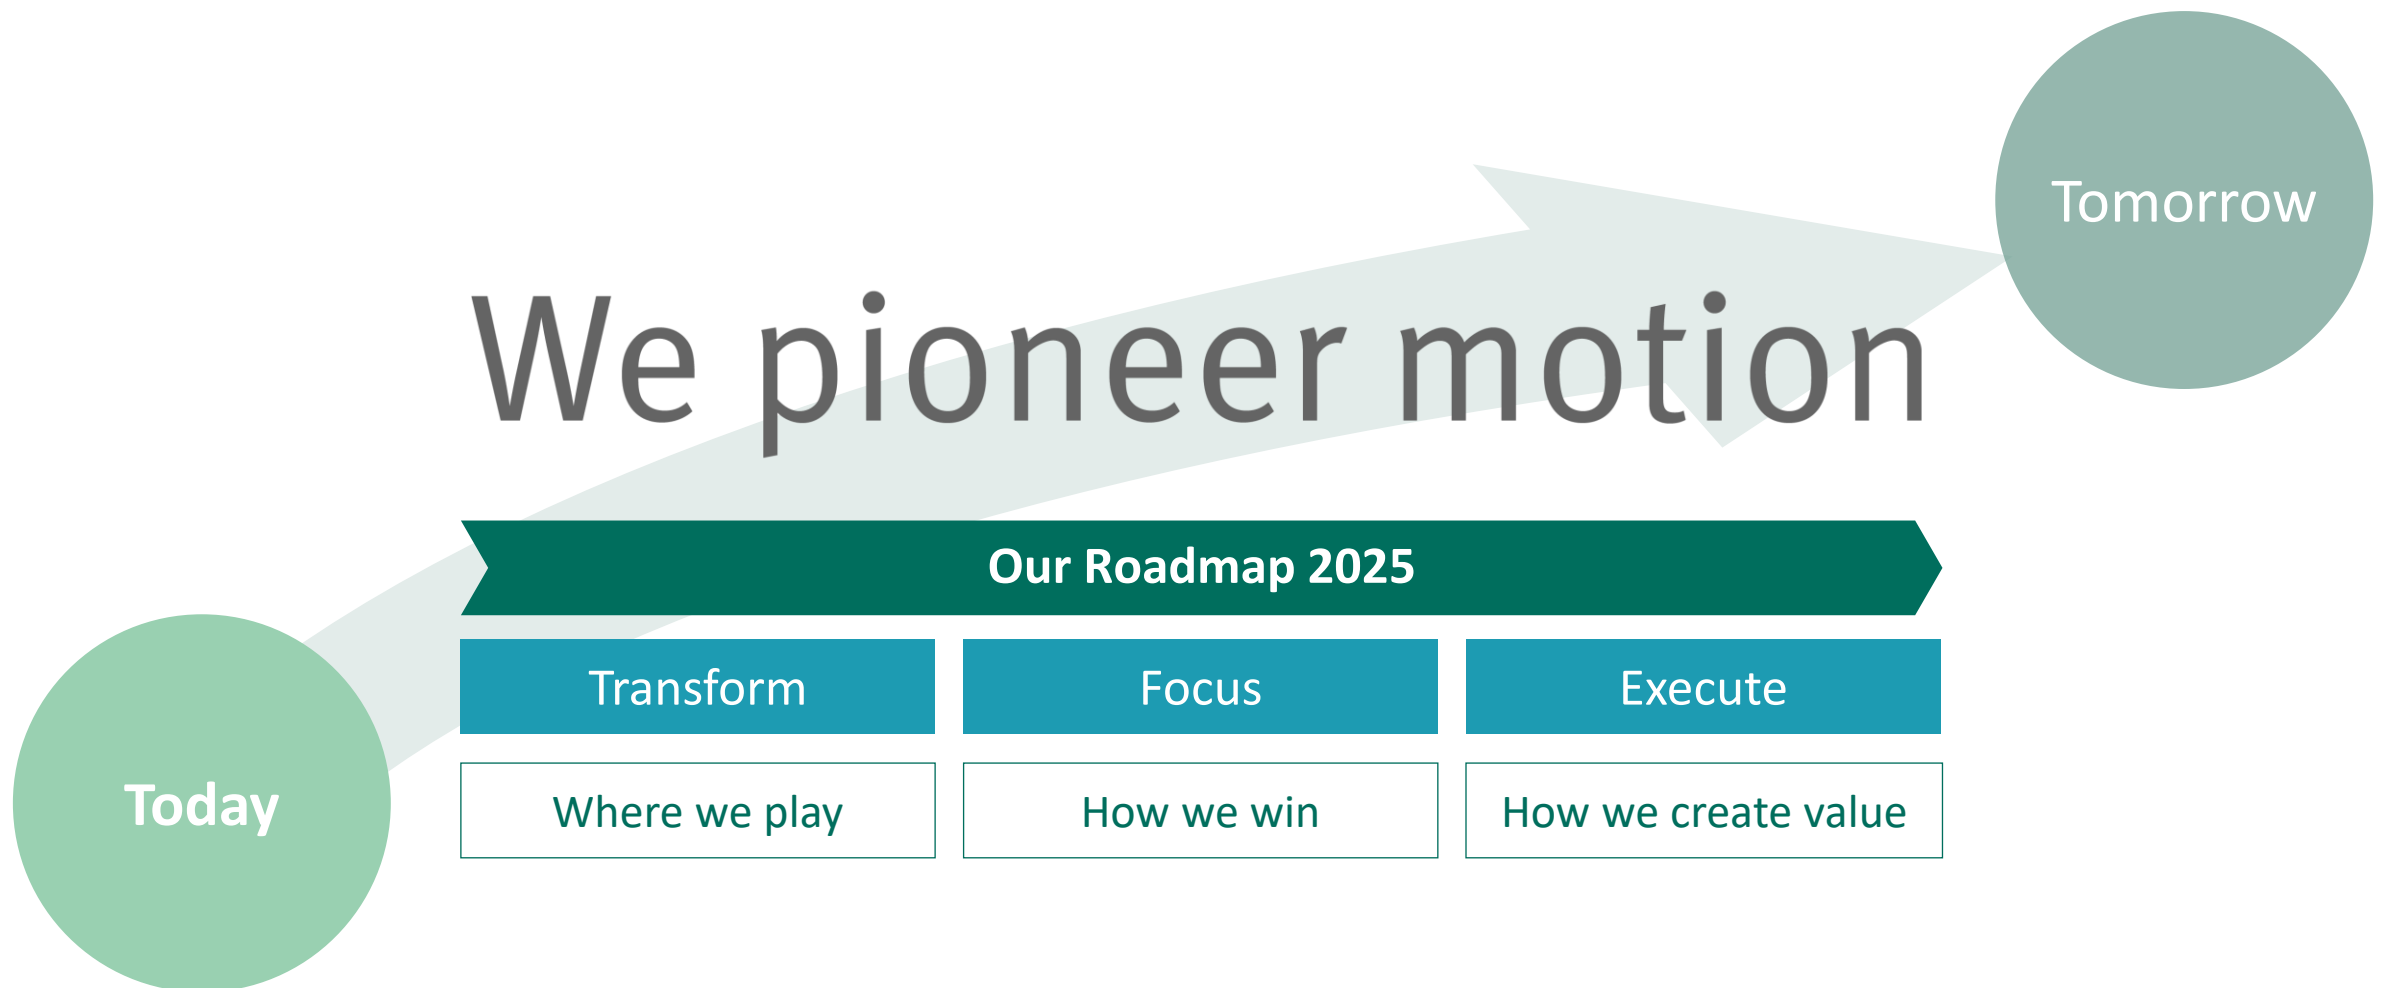 Tomorrow
We pioneer motion
Our Roadmap 2025
Transform
Focus
Execute
Today
Where we play
How we win
How we create value